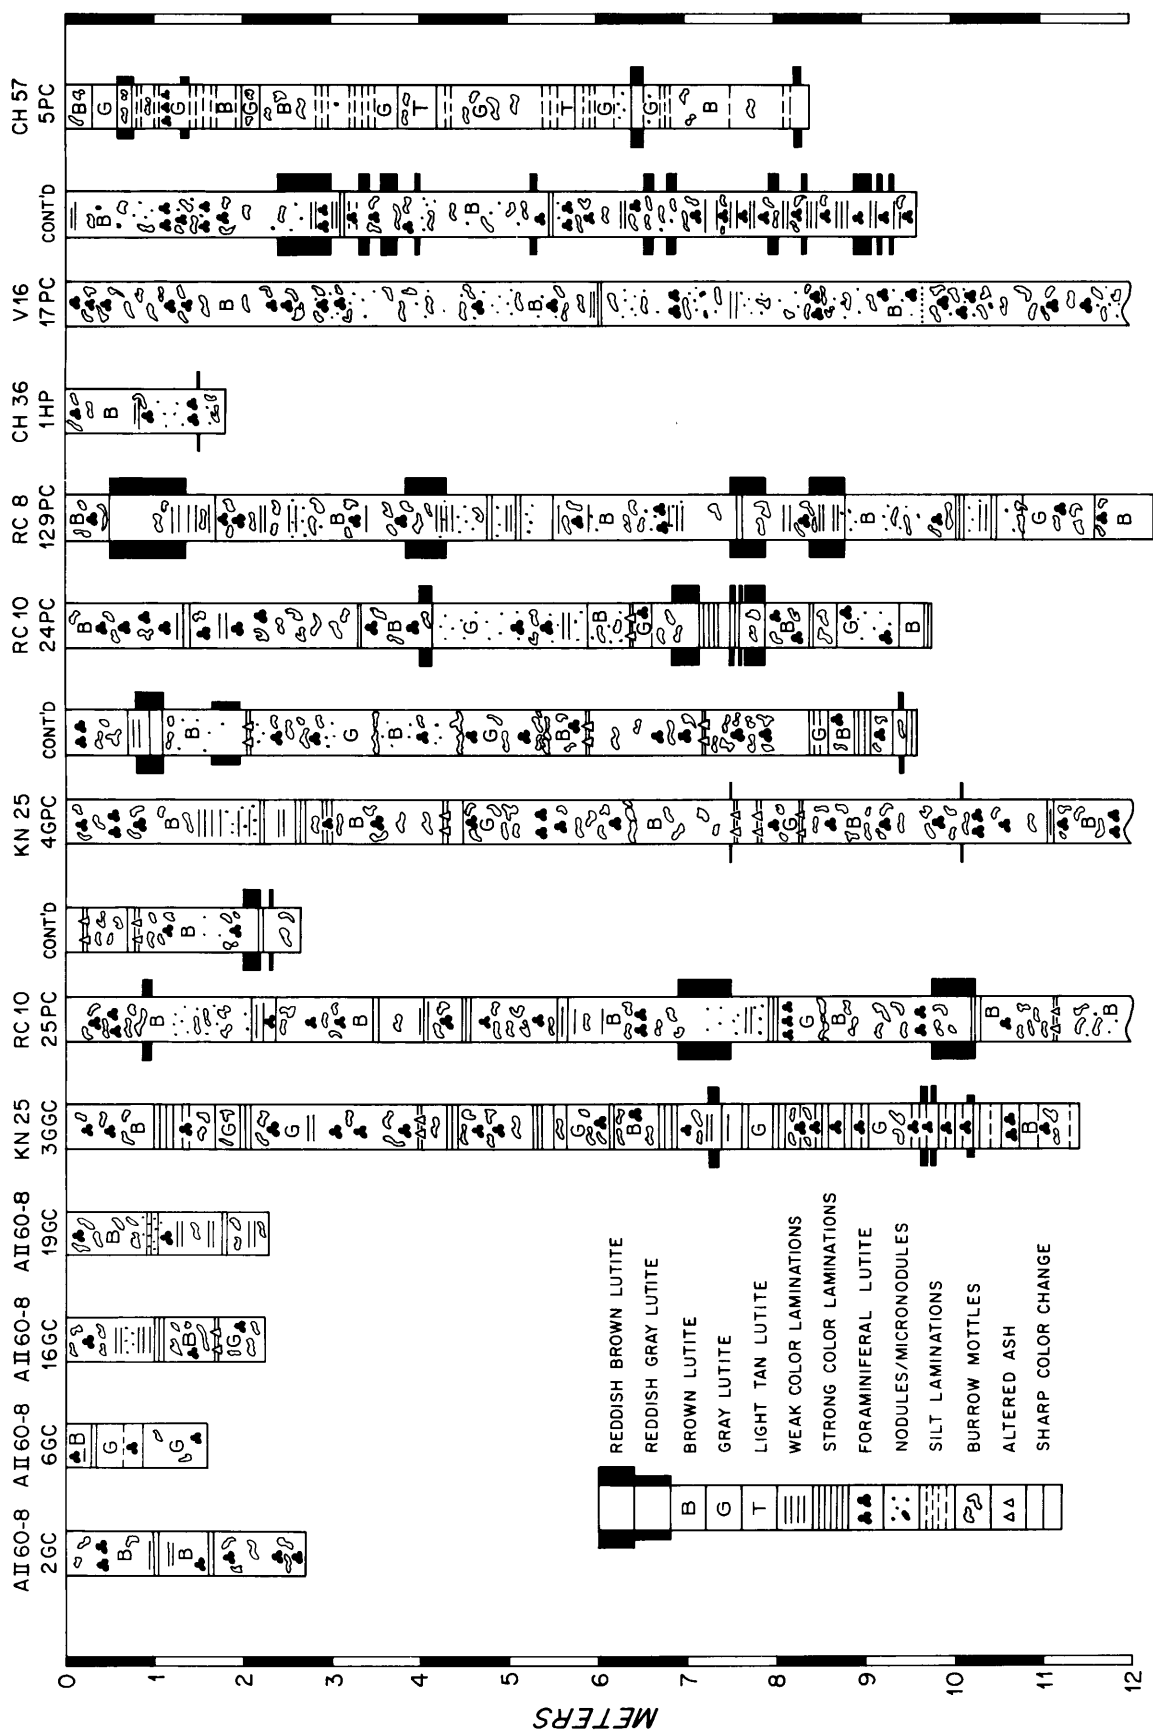 AII 60-8 2GC
AII 60-8 6GC
AII 60-8 16GC
AII 60-8 19GC
KN 25 3GGC
RC 10 25PC
CONT'D
KN 25 4GPC
CONT'D
RC 10 24PC
RC 8 129PC
CH 36 1HP
V 16 17PC
CONT'D
CH 57 5PC
METERS
0
1
2
3
4
5
6
7
8
9
10
11
12
B
B
B
G
G
B
G
B
B
G
G
G
B
G
G
B
B
B
B
B
G
B
B
B
B
B
B
G
B
G
B
B
B
G
B
G
B
G
B
B
B
G
B
G
B
G
B
B
B
B
B
G
B
B
B
B
B
B
B
B
G
G
B
G
B
G
T
G
T
G
G
B
REDDISH BROWN LUTITE
REDDISH GRAY LUTITE
B BROWN LUTITE
G GRAY LUTITE
T LIGHT TAN LUTITE
WEAK COLOR LAMINATIONS
STRONG COLOR LAMINATIONS
FORAMINIFERAL LUTITE
NODULES/MICRONODULES
SILT LAMINATIONS
BURROW MOTTLES
ALTERED ASH
SHARP COLOR CHANGE